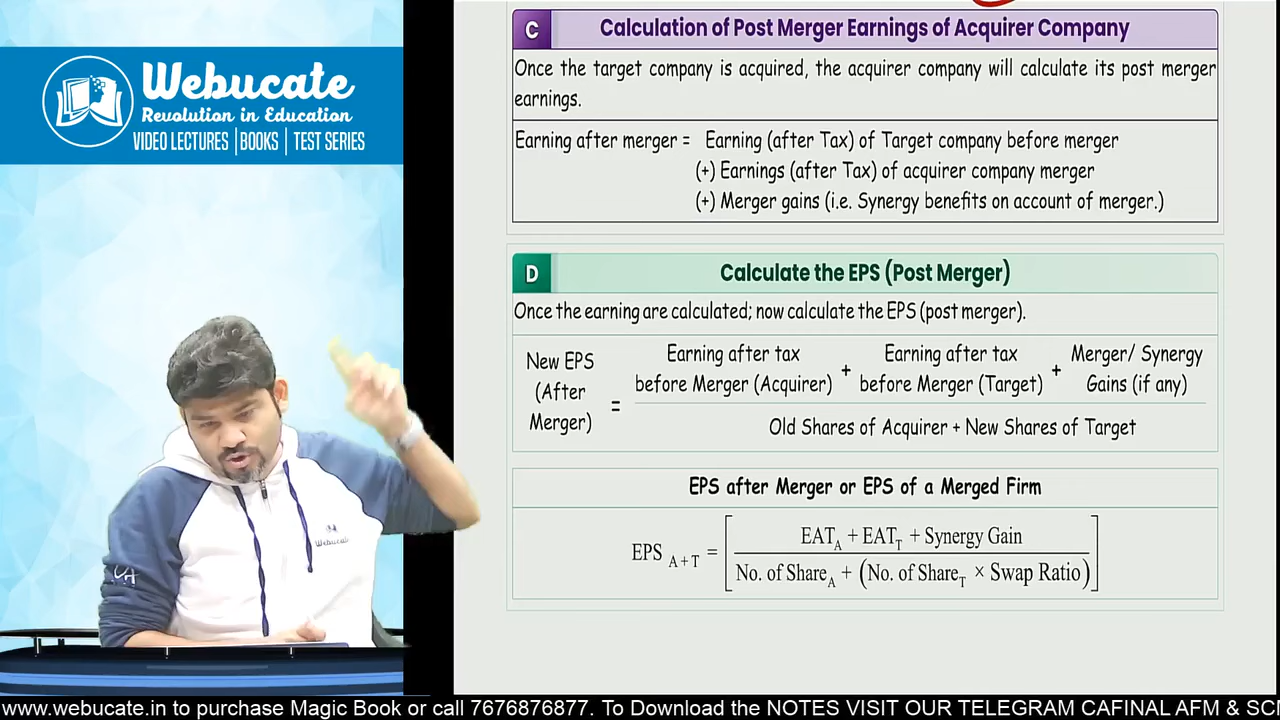 Webucate
Revolution in Education
VIDEO LECTURES | BOOKS | TEST SERIES
C
Calculation of Post Merger Earnings of Acquirer Company
Once the target company is acquired, the acquirer company will calculate its post merger
earnings.
Earning after merger = Earning (after Tax) of Target company before merger
(+) Earnings (after Tax) of acquirer company merger
(+) Merger gains (i.e. Synergy benefits on account of merger.)
D
Calculate the EPS (Post Merger)
Once the earning are calculated; now calculate the EPS (post merger).
New EPS
(After
Merger)
=
Earning after tax
before Merger (Acquirer)
+
Earning after tax
before Merger (Target)
+
Merger/ Synergy
Gains (if any)
Old Shares of Acquirer + New Shares of Target
EPS after Merger or EPS of a Merged Firm
EPS A+T =
EATA + EATT + Synergy Gain
No. of ShareA + (No. of ShareT × Swap Ratio)
Webucate
CA
www.webucate.in to purchase Magic Book or call 7676876877. To Download the NOTES VISIT OUR TELEGRAM CAFINAL AFM & SC